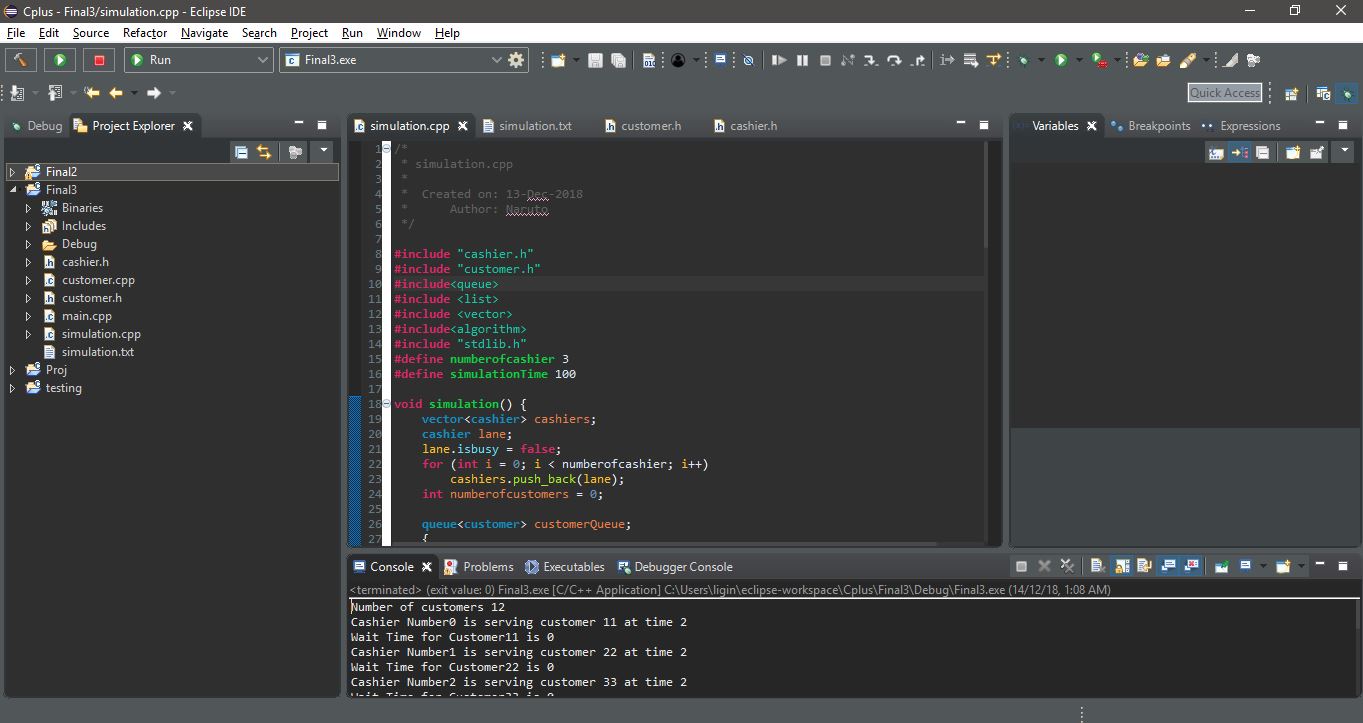 Cplus - Final3/simulation.cpp - Eclipse IDE
File Edit Source Refactor Navigate Search Project Run Window Help
Run
Final3.exe
Quick Access
Debug
Project Explorer
Final2
Final3
Binaries
Includes
Debug
cashier.h
customer.cpp
customer.h
main.cpp
simulation.cpp
simulation.txt
Proj
testing
simulation.cpp
simulation.txt
customer.h
cashier.h
1 /*
2 * simulation.cpp
3 *
4 * Created on: 13-Dec-2018
5 * Author: Naruto
6 */
7
8 #include "cashier.h"
9 #include "customer.h"
10 #include<queue>
11 #include <list>
12 #include <vector>
13 #include<algorithm>
14 #include "stdlib.h"
15 #define numberofcashier 3
16 #define simulationTime 100
17
18 void simulation() {
19 vector<cashier> cashiers;
20 cashier lane;
21 lane.isbusy = false;
22 for (int i = 0; i < numberofcashier; i++)
23 cashiers.push_back(lane);
24 int numberofcustomers = 0;
25
26 queue<customer> customerQueue;
27 {
Variables
Breakpoints
Expressions
Console
Problems
Executables
Debugger Console
<terminated> (exit value: 0) Final3.exe [C/C++ Application] C:\Users\ligin\eclipse-workspace\Cplus\Final3\Debug\Final3.exe (14/12/18, 1:08 AM)
Number of customers 12
Cashier Number0 is serving customer 11 at time 2
Wait Time for Customer11 is 0
Cashier Number1 is serving customer 22 at time 2
Wait Time for Customer22 is 0
Cashier Number2 is serving customer 33 at time 2
Wait Time for Customer33 is 0